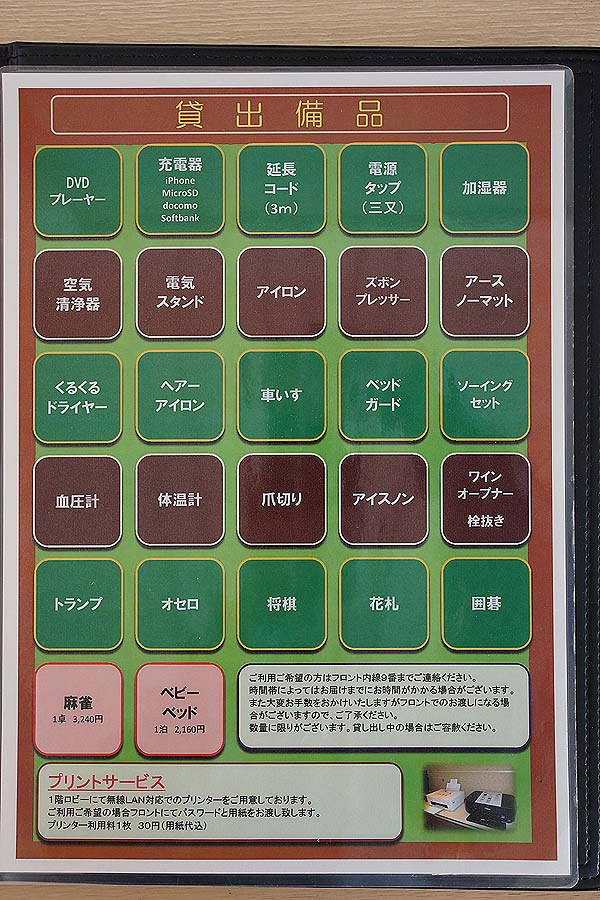 貸出備品
DVD
プレーヤー
充電器
iPhone
MicroSD
docomo
Softbank
延長
コード
(3m)
電源
タップ
(三又)
加湿器
空気
清浄器
電気
スタンド
アイロン
ズボン
プレッサー
アース
ノーマット
くるくる
ドライヤー
ヘアー
アイロン
車いす
ベッド
ガード
ソーイング
セット
血圧計
体温計
爪切り
アイスノン
ワイン
オープナー
栓抜き
トランプ
オセロ
将棋
花札
囲碁
麻雀
1卓 3,240円
ベビー
ベッド
1泊 2,160円
ご利用ご希望の方はフロント内線9番までご連絡ください。
時間帯によってはお届けまでにお時間がかかる場合がございます。
また大変お手数をおかけいたしますがフロントでのお渡しになる場
合がございますので、ご了承ください。
数量に限りがございます。貸し出し中の場合はご容赦ください。
プリントサービス
1階ロビーにて無線LAN対応でのプリンターをご用意しております。
ご利用ご希望の場合フロントにてパスワードと用紙をお渡し致します。
プリンター利用料1枚 30円(用紙代込)